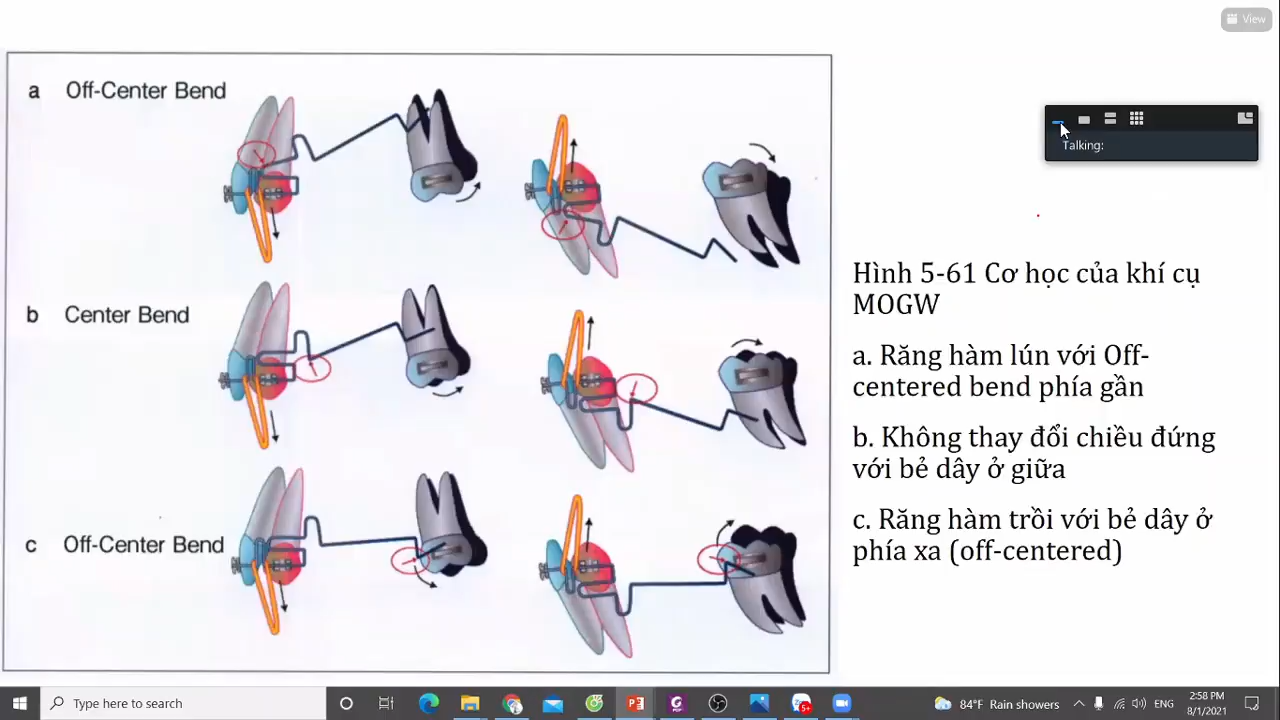 View
a Off-Center Bend
Talking:
Hình 5-61 Cơ học của khí cụ
MOGW
b Center Bend
a. Răng hàm lún với Off-
centered bend phía gần
b. Không thay đổi chiều đứng
với bẻ dây ở giữa
c Off-Center Bend
c. Răng hàm trồi với bẻ dây ở
phía xa (off-centered)
Type here to search
84°F Rain showers
ENG
2:58 PM
8/1/2021